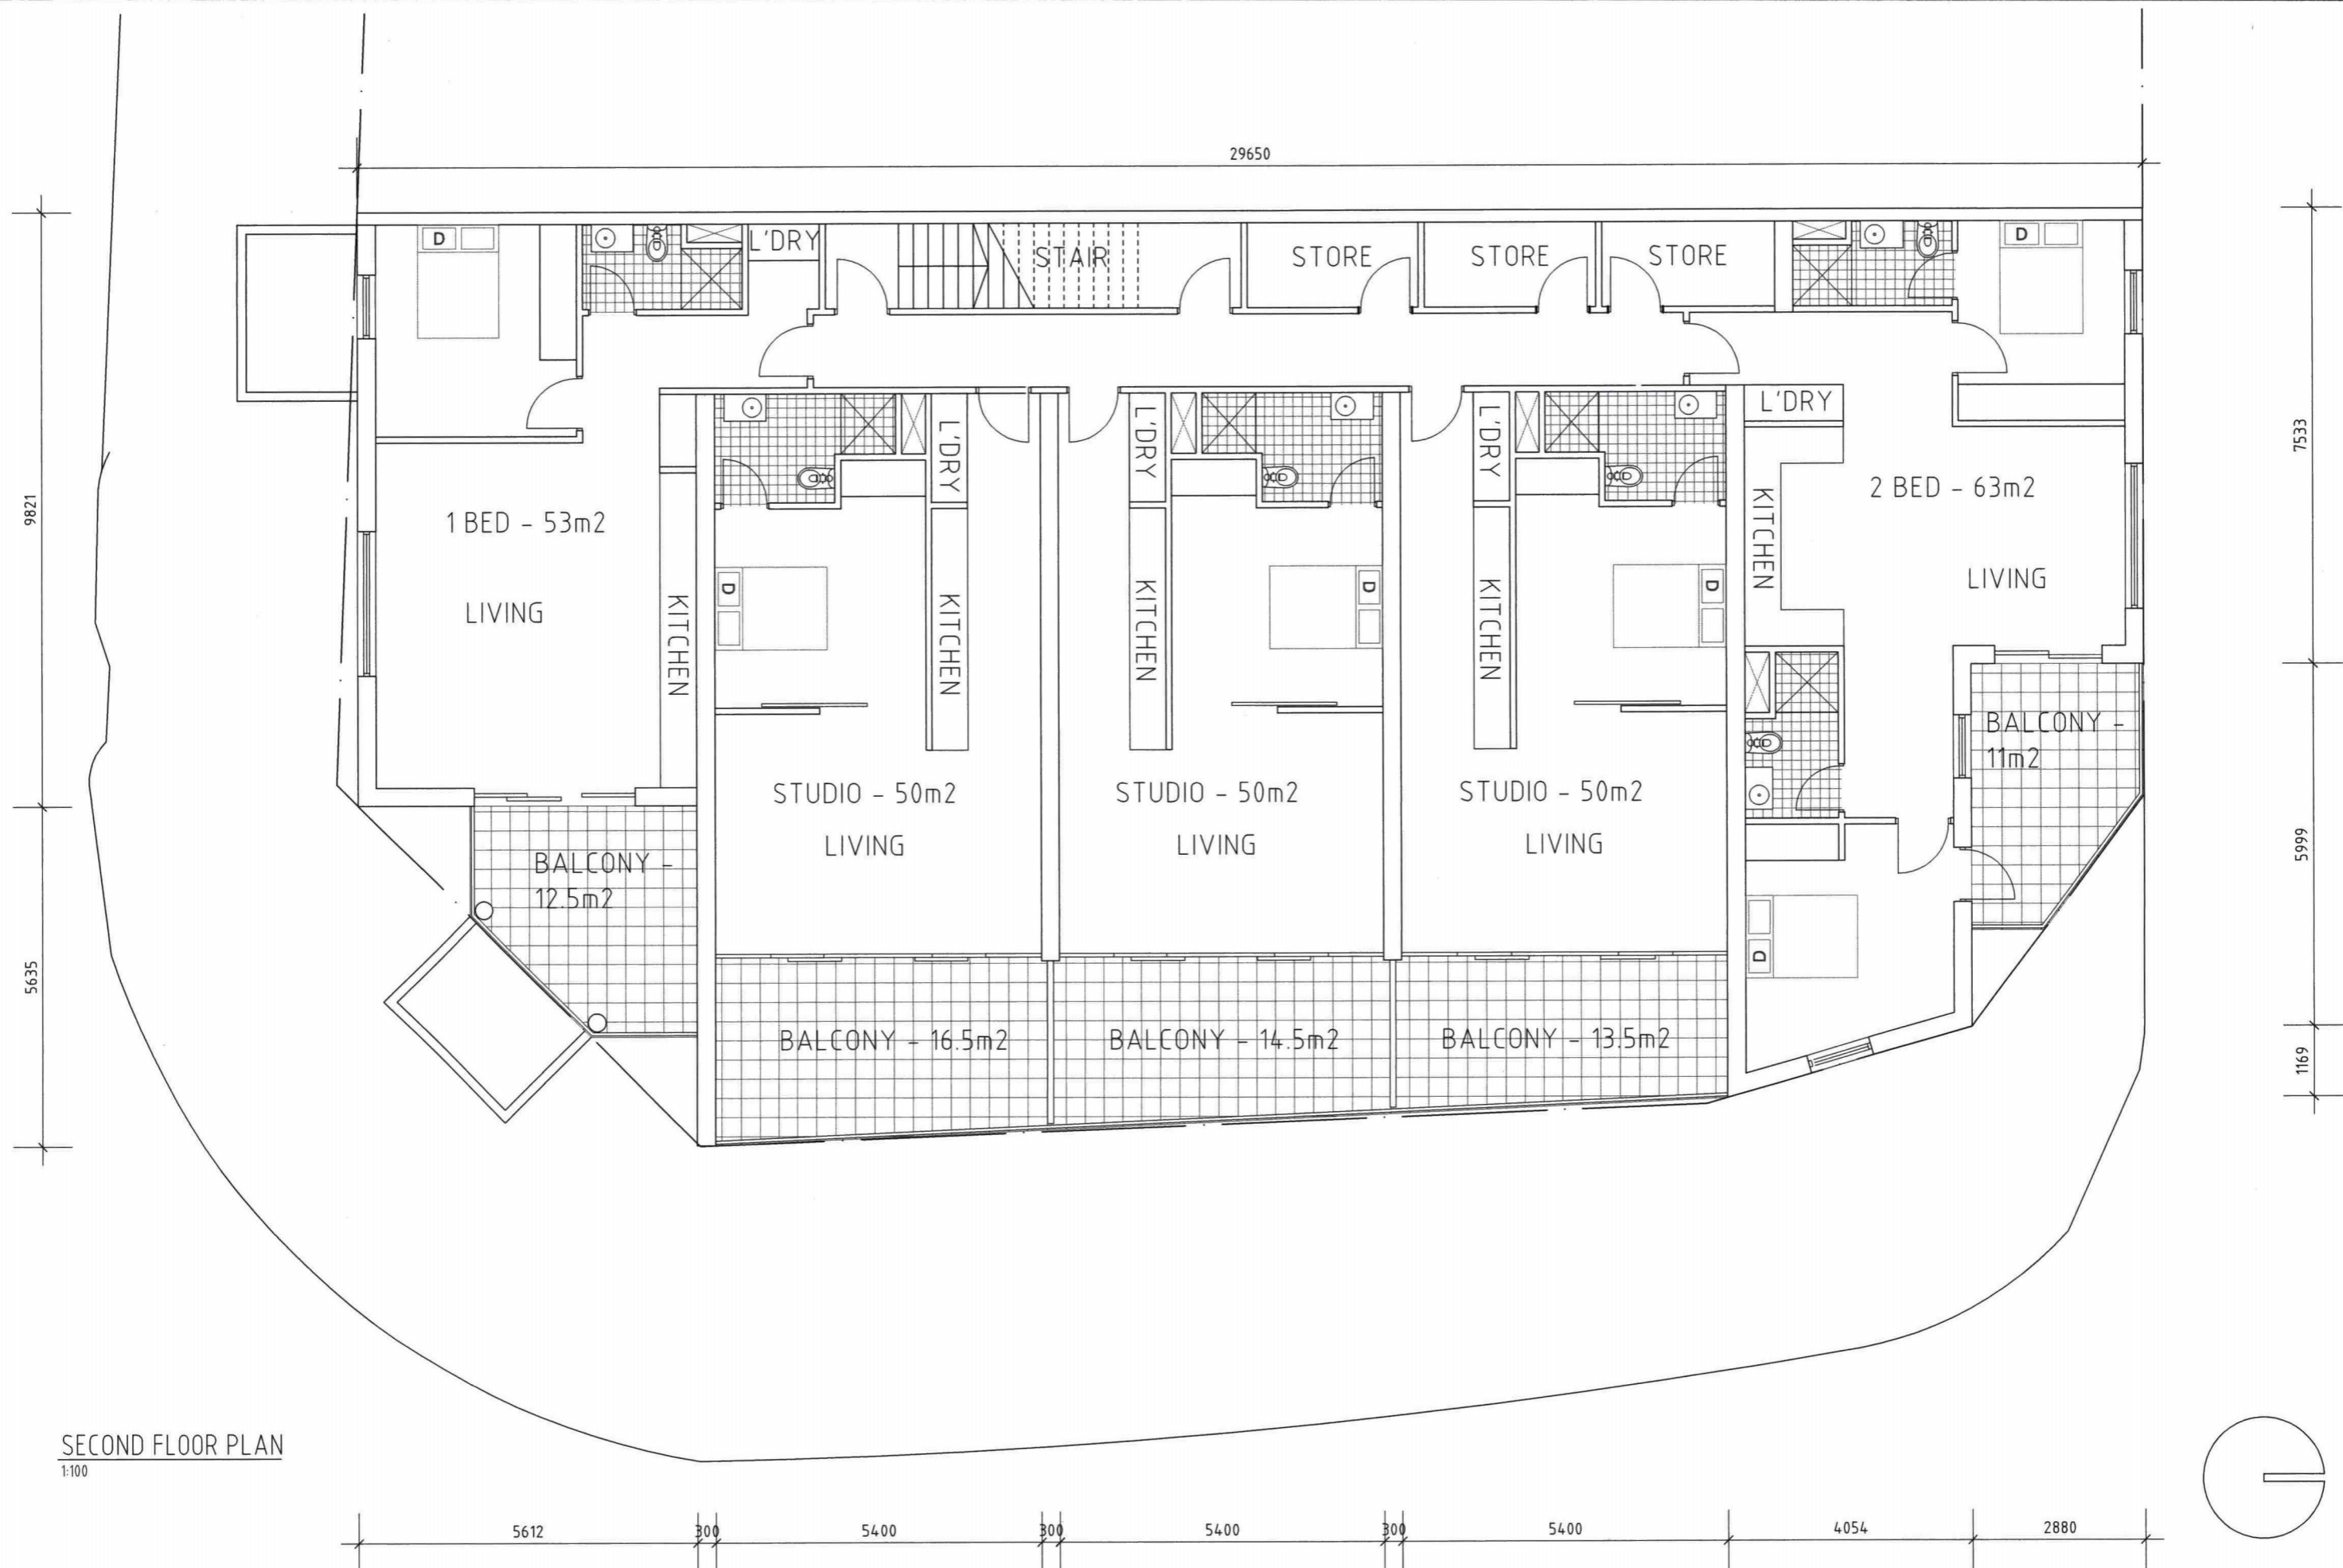 29650
D
L'DRY
STAIR
STORE
STORE
STORE
D
L'DRY
L'DRY
L'DRY
L'DRY
9821
7533
1 BED - 53m2
2 BED - 63m2
LIVING
LIVING
KITCHEN
D
KITCHEN
KITCHEN
D
KITCHEN
D
KITCHEN
BALCONY -
11m2
STUDIO - 50m2
LIVING
STUDIO - 50m2
LIVING
STUDIO - 50m2
LIVING
BALCONY -
12.5m2
5999
D
5635
BALCONY - 16.5m2
BALCONY - 14.5m2
BALCONY - 13.5m2
1169
SECOND FLOOR PLAN
1:100
5612
300
5400
300
5400
300
5400
4054
2880